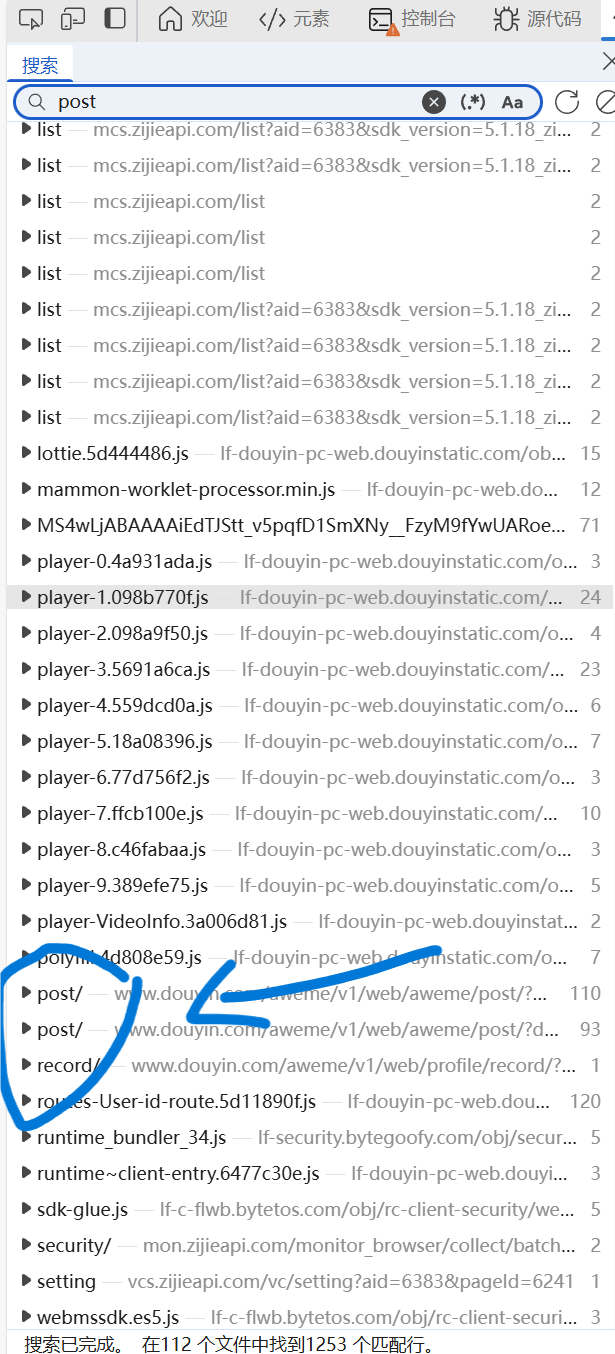 欢迎 元素 控制台 源代码
搜索
post (.*) Aa
list — mcs.zijieapi.com/list?aid=6383&sdk_version=5.1.18_zi... 2
list — mcs.zijieapi.com/list?aid=6383&sdk_version=5.1.18_zi... 2
list — mcs.zijieapi.com/list 2
list — mcs.zijieapi.com/list 2
list — mcs.zijieapi.com/list 2
list — mcs.zijieapi.com/list?aid=6383&sdk_version=5.1.18_zi... 2
list — mcs.zijieapi.com/list?aid=6383&sdk_version=5.1.18_zi... 2
list — mcs.zijieapi.com/list?aid=6383&sdk_version=5.1.18_zi... 2
list — mcs.zijieapi.com/list?aid=6383&sdk_version=5.1.18_zi... 2
lottie.5d444486.js — lf-douyin-pc-web.douyinstatic.com/ob... 15
mammon-worklet-processor.min.js — lf-douyin-pc-web.do... 12
MS4wLjABAAAAiEdTJStt_v5pqfD1SmXNy__FzyM9fYwUARoe... 71
player-0.4a931ada.js — lf-douyin-pc-web.douyinstatic.com/o... 3
player-1.098b770f.js — lf-douyin-pc-web.douyinstatic.com/... 24
player-2.098a9f50.js — lf-douyin-pc-web.douyinstatic.com/o... 4
player-3.5691a6ca.js — lf-douyin-pc-web.douyinstatic.com/... 23
player-4.559dcd0a.js — lf-douyin-pc-web.douyinstatic.com/o... 6
player-5.18a08396.js — lf-douyin-pc-web.douyinstatic.com/o... 7
player-6.77d756f2.js — lf-douyin-pc-web.douyinstatic.com/o... 3
player-7.ffcb100e.js — lf-douyin-pc-web.douyinstatic.com/... 10
player-8.c46fabaa.js — lf-douyin-pc-web.douyinstatic.com/o... 3
player-9.389efe75.js — lf-douyin-pc-web.douyinstatic.com/o... 5
player-VideoInfo.3a006d81.js — lf-douyin-pc-web.douyinstat... 2
polyfill.4d808e59.js — lf-douyin-pc-web.douyinstatic.com/o... 7
post/ — www.douyin.com/aweme/v1/web/aweme/post/?... 110
post/ — www.douyin.com/aweme/v1/web/aweme/post/?d... 93
record/ — www.douyin.com/aweme/v1/web/profile/record/?... 1
routes-User-id-route.5d11890f.js — lf-douyin-pc-web.dou... 120
runtime_bundler_34.js — lf-security.bytegoofy.com/obj/secur... 5
runtime~client-entry.6477c30e.js — lf-douyin-pc-web.douyi... 3
sdk-glue.js — lf-c-flwb.bytetos.com/obj/rc-client-security/we... 5
security/ — mon.zijieapi.com/monitor_browser/collect/batch... 2
setting — vcs.zijieapi.com/vc/setting?aid=6383&pageId=6241 1
webmssdk.es5.js — lf-c-flwb.bytetos.com/obj/rc-client-securi... 3
搜索已完成。 在112 个文件中找到1253 个匹配行。